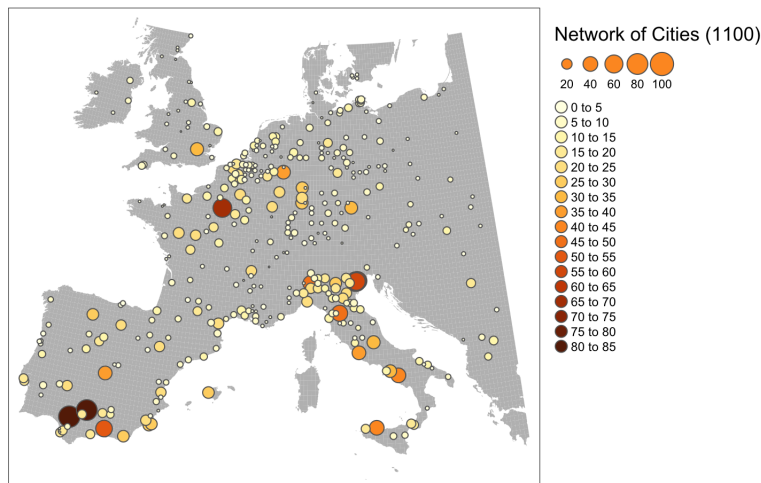 Network of Cities (1100)
20 40 60 80 100
0 to 5
5 to 10
10 to 15
15 to 20
20 to 25
25 to 30
30 to 35
35 to 40
40 to 45
45 to 50
50 to 55
55 to 60
60 to 65
65 to 70
70 to 75
75 to 80
80 to 85